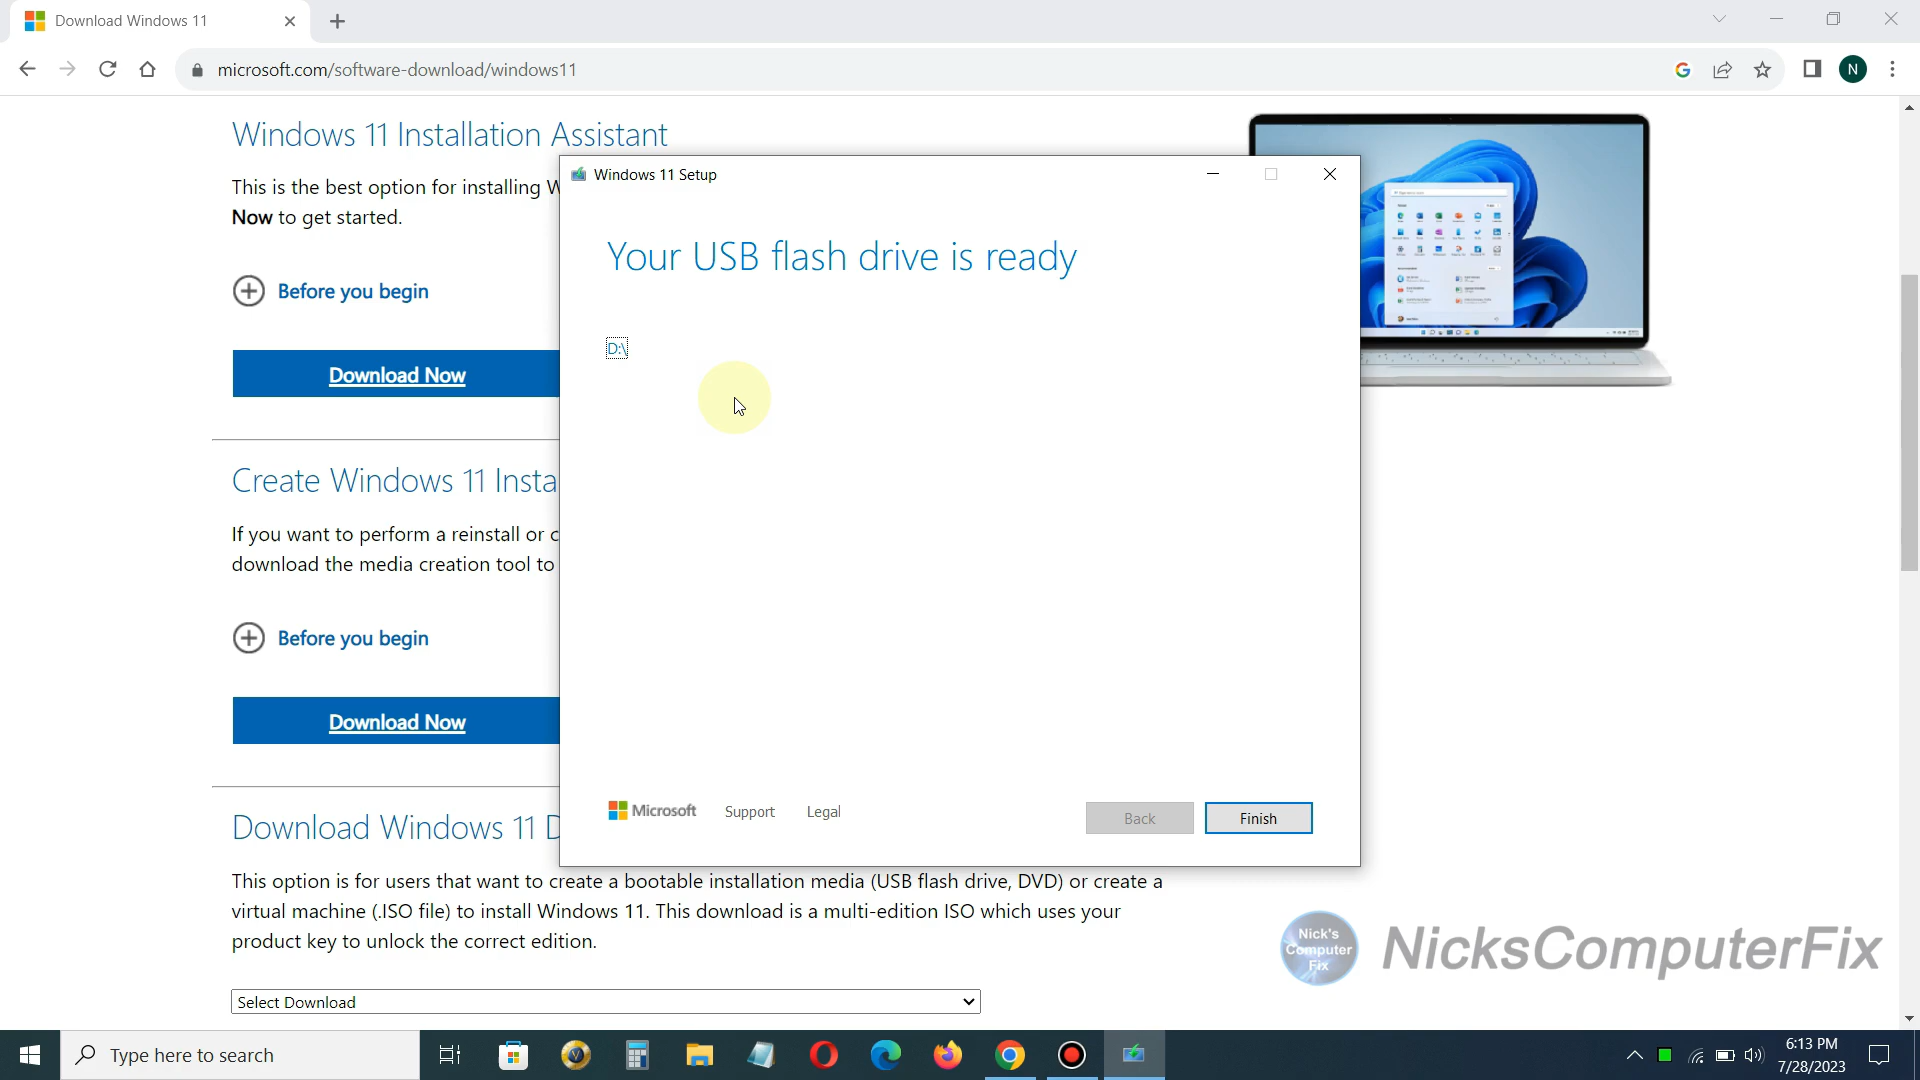 Download Windows 11
microsoft.com/software-download/windows11
N
Windows 11 Installation Assistant
This is the best option for installing W
Now to get started.
Before you begin
Download Now
Create Windows 11 Insta
If you want to perform a reinstall or c
download the media creation tool to
Before you begin
Download Now
Download Windows 11 D
This option is for users that want to create a bootable installation media (USB flash drive, DVD) or create a
virtual machine (.ISO file) to install Windows 11. This download is a multi-edition ISO which uses your
product key to unlock the correct edition.
Select Download
Windows 11 Setup
Your USB flash drive is ready
D:\
Microsoft
Support
Legal
Back
Finish
Nick's
Computer
Fix
NicksComputerFix
Type here to search
6:13 PM
7/28/2023